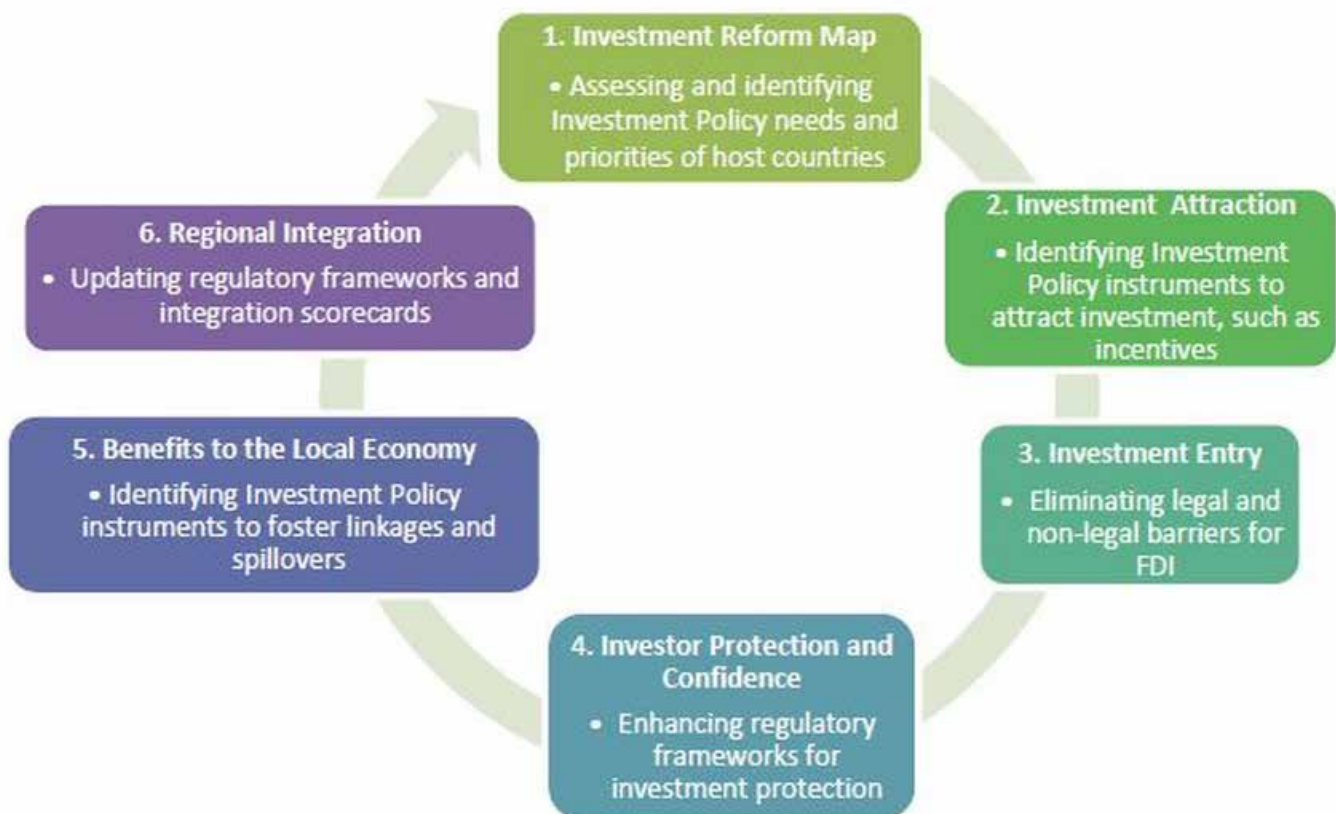 1. Investment Reform Map
• Assessing and identifying
Investment Policy needs and
priorities of host countries
2. Investment Attraction
• Identifying Investment
Policy instruments to
attract investment, such as
incentives
3. Investment Entry
• Eliminating legal and
non-legal barriers for
FDI
4. Investor Protection and
Confidence
• Enhancing regulatory
frameworks for
investment protection
5. Benefits to the Local Economy
• Identifying Investment Policy
instruments to foster linkages and
spillovers
6. Regional Integration
• Updating regulatory frameworks and
integration scorecards